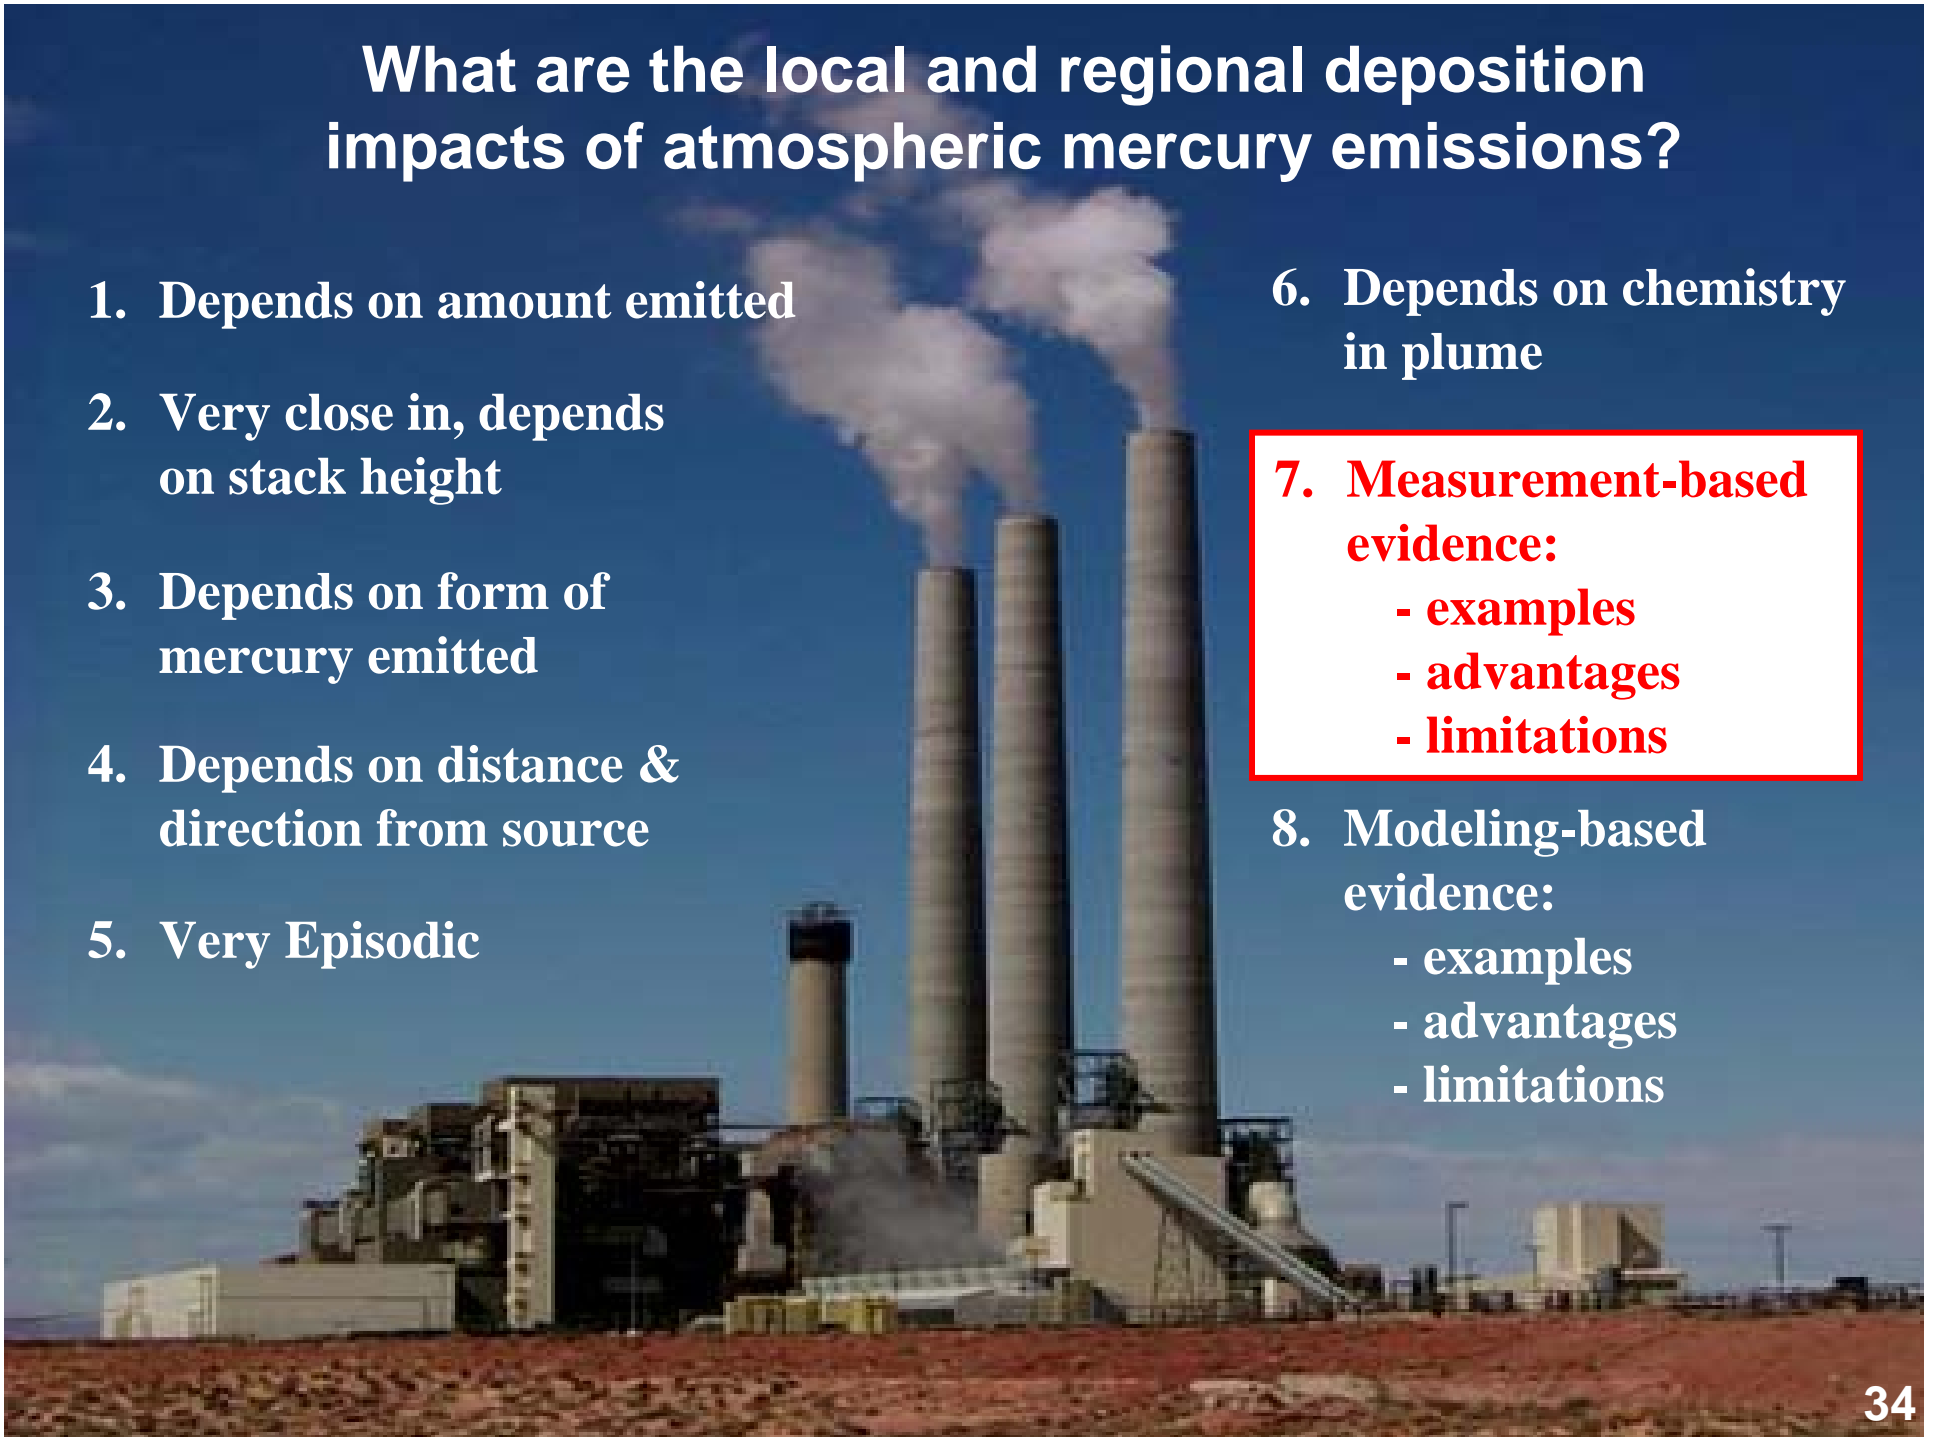 What are the local and regional deposition
impacts of atmospheric mercury emissions?
1. Depends on amount emitted
2. Very close in, depends
on stack height
3. Depends on form of
mercury emitted
4. Depends on distance &
direction from source
5. Very Episodic
6. Depends on chemistry
in plume
7. Measurement-based
evidence:
- examples
- advantages
- limitations
8. Modeling-based
evidence:
- examples
- advantages
- limitations
34